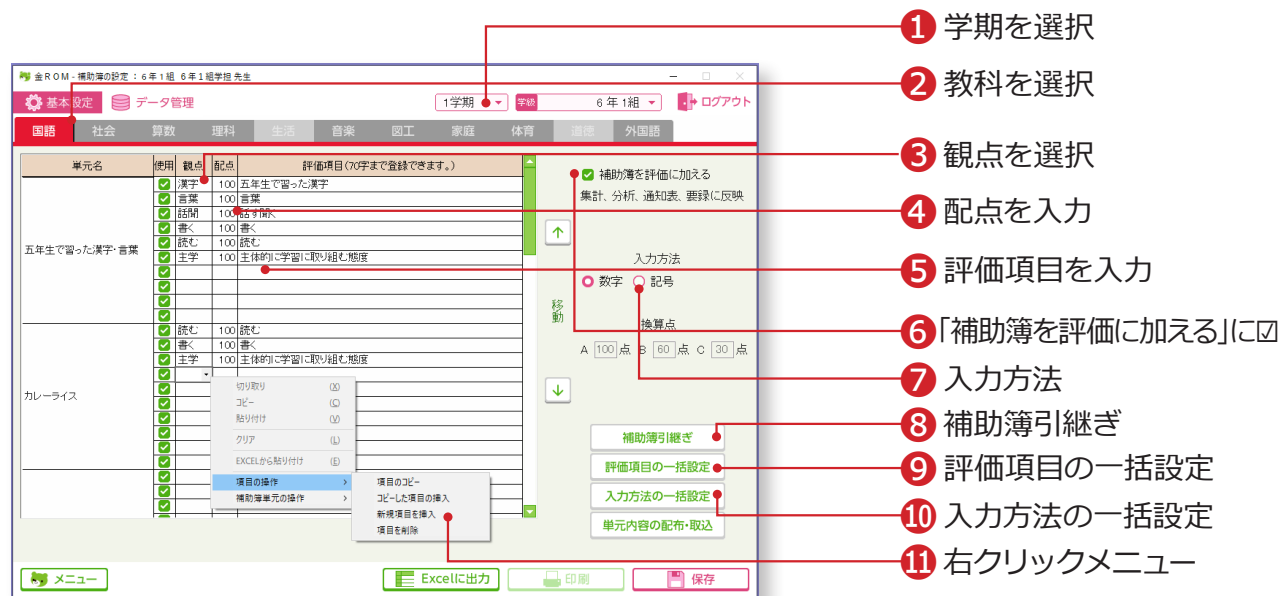 ❶ 学期を選択
❷ 教科を選択
❸ 観点を選択
❹ 配点を入力
❺ 評価項目を入力
❻「補助簿を評価に加える」に☑
❼ 入力方法
❽ 補助簿引継ぎ
❾ 評価項目の一括設定
❿ 入力方法の一括設定
⓫ 右クリックメニュー
金ROM-補助簿の設定 : 6年1組 6年1組学担先生
基本設定 データ管理 1学期 学級 6年1組 ログアウト
国語 社会 算数 理科 生活 音楽 図工 家庭 体育 道徳 外国語
単元名 使用 観点 配点 評価項目(70字まで登録できます。)
五年生で習った漢字・言葉
漢字 100 五年生で習った漢字
言葉 100 言葉
話聞 100 話す聞く
書く 100 書く
読む 100 読む
主学 100 主体的に学習に取り組む態度
カレーライス
読む 100 読む
書く 100 書く
主学 100 主体的に学習に取り組む態度
切り取り (X)
コピー (C)
貼り付け (V)
クリア (L)
EXCELから貼り付け (E)
項目の操作 >
補助簿単元の操作 >
項目のコピー
コピーした項目の挿入
新規項目を挿入
項目を削除
↑
移動
↓
補助簿を評価に加える
集計、分析、通知表、要録に反映
入力方法
数字 記号
換算点
A 100 点 B 60 点 C 30 点
補助簿引継ぎ
評価項目の一括設定
入力方法の一括設定
単元内容の配布・取込
メニュー Excelに出力 印刷 保存